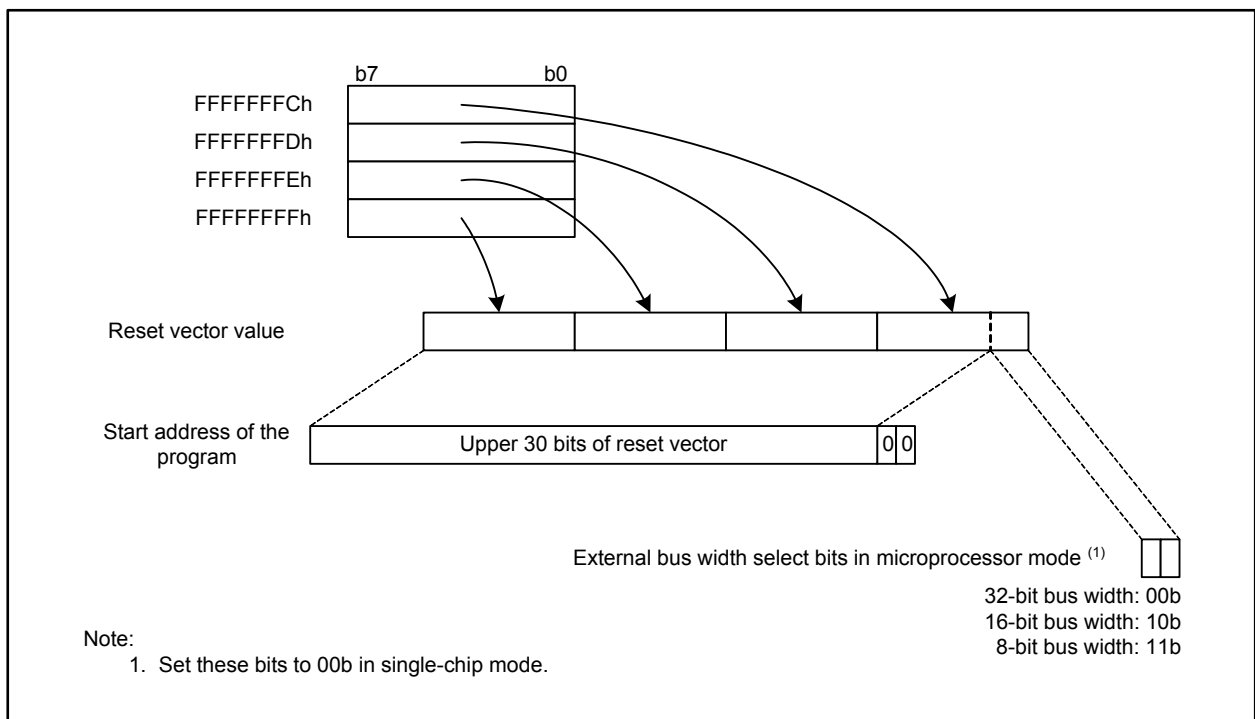 b7 b0
FFFFFFFCh
FFFFFFFDh
FFFFFFFEh
FFFFFFFFh
Reset vector value
Start address of the
program
Upper 30 bits of reset vector
0 0
External bus width select bits in microprocessor mode (1)
32-bit bus width: 00b
16-bit bus width: 10b
8-bit bus width: 11b
Note:
1. Set these bits to 00b in single-chip mode.